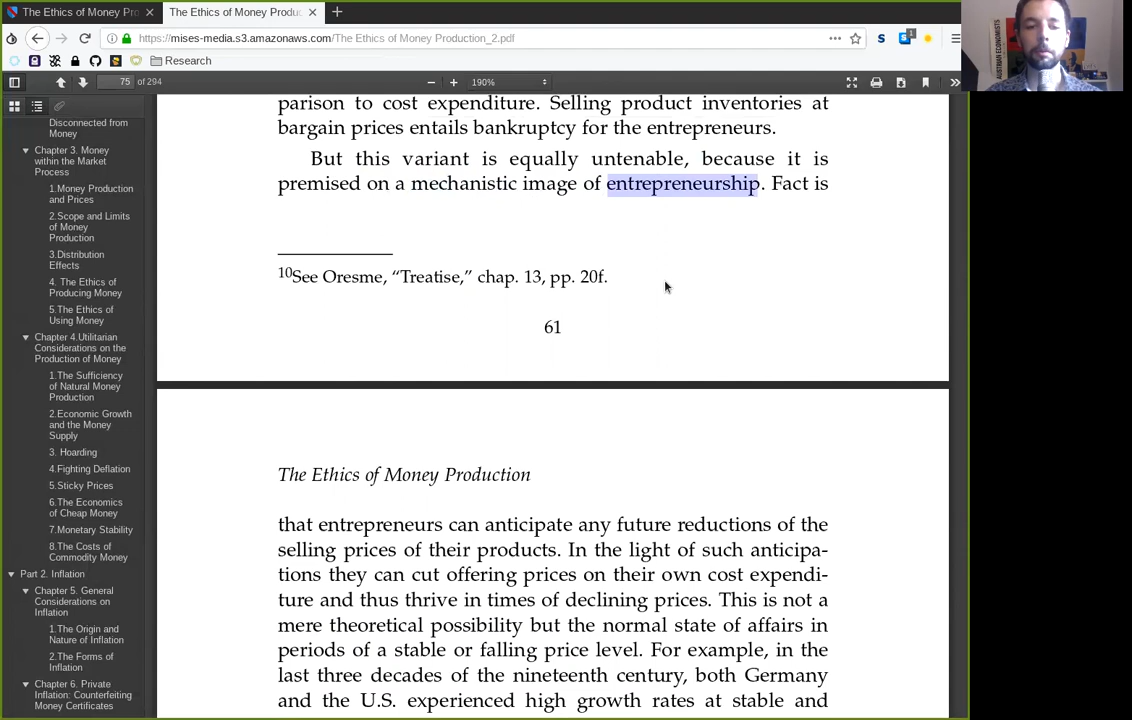 The Ethics of Money Pro
The Ethics of Money Produc
https://mises-media.s3.amazonaws.com/The Ethics of Money Production_2.pdf
1
Research
75 of 294
190%
AUSTRIAN ECONOMISTS
Disconnected from
Money
Chapter 3. Money
within the Market
Process
1.Money Production
and Prices
2.Scope and Limits
of Money
Production
3.Distribution
Effects
4. The Ethics of
Producing Money
5.The Ethics of
Using Money
Chapter 4.Utilitarian
Considerations on the
Production of Money
1.The Sufficiency
of Natural Money
Production
2.Economic Growth
and the Money
Supply
3. Hoarding
4.Fighting Deflation
5.Sticky Prices
6.The Economics
of Cheap Money
7.Monetary Stability
8.The Costs of
Commodity Money
Part 2. Inflation
Chapter 5. General
Considerations on
Inflation
1.The Origin and
Nature of Inflation
2.The Forms of
Inflation
Chapter 6. Private
Inflation: Counterfeiting
Money Certificates
parison to cost expenditure. Selling product inventories at
bargain prices entails bankruptcy for the entrepreneurs.
But this variant is equally untenable, because it is
premised on a mechanistic image of entrepreneurship. Fact is
10See Oresme, “Treatise,” chap. 13, pp. 20f.
61
The Ethics of Money Production
that entrepreneurs can anticipate any future reductions of the
selling prices of their products. In the light of such anticipa-
tions they can cut offering prices on their own cost expendi-
ture and thus thrive in times of declining prices. This is not a
mere theoretical possibility but the normal state of affairs in
periods of a stable or falling price level. For example, in the
last three decades of the nineteenth century, both Germany
and the U.S. experienced high growth rates at stable and